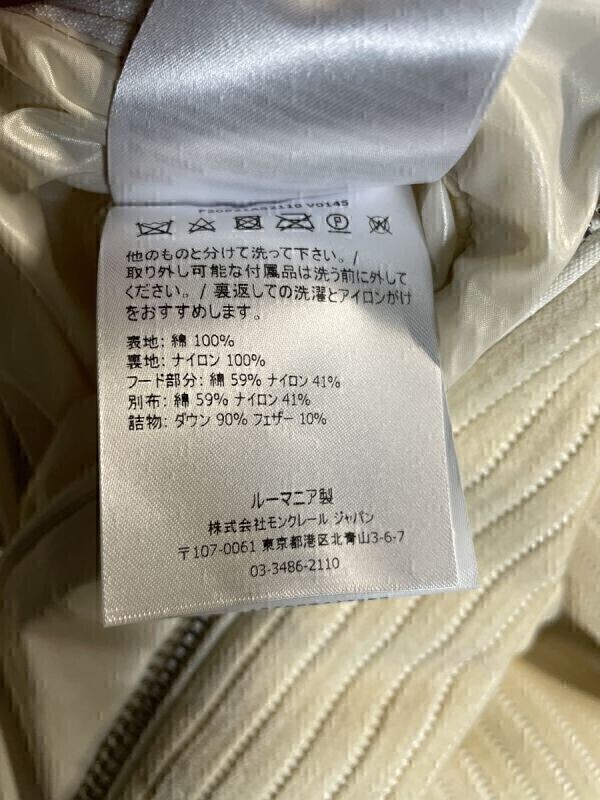 他のものと分けて洗って下さい。/
取り外し可能な付属品は洗う前に外して
ください。/ 裏返しての洗濯とアイロンがけ
をおすすめします。
表地: 綿 100%
裏地: ナイロン 100%
フード部分: 綿 59% ナイロン 41%
別布: 綿 59% ナイロン 41%
詰物: ダウン 90% フェザー 10%
ルーマニア製
株式会社モンクレール ジャパン
〒107-0061 東京都港区北青山3-6-7
03-3486-2110